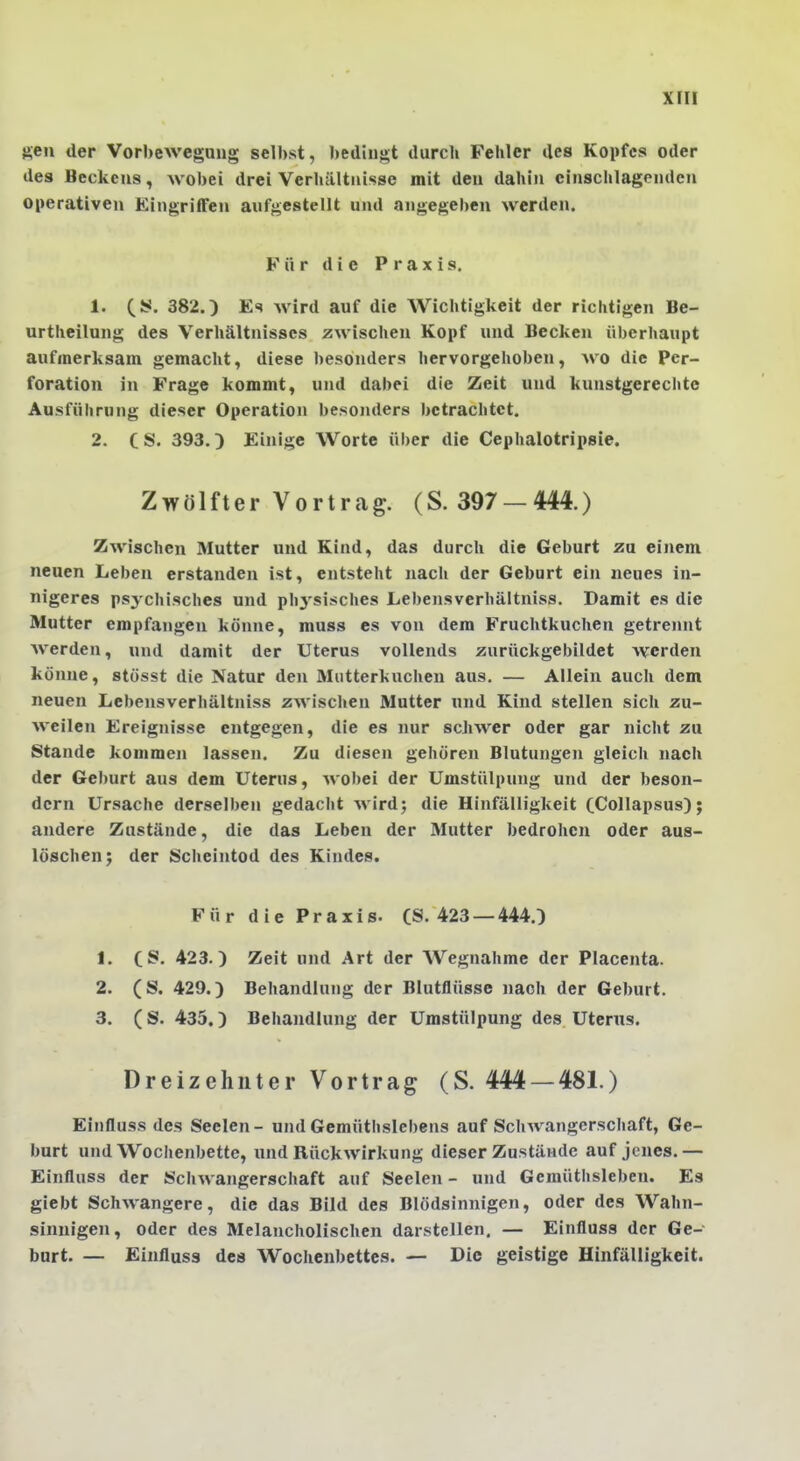 XIII
gen der Vorbewegung selbst, bedingt durch Fehler des Kopfes oder
des Beckens, wobei drei Verhältnisse mit den dahin einschlagenden
operativen Eingriffen aufgestellt und angegeben werden.
Für die Praxis.
1. (S. 382.) Es wird auf die Wichtigkeit der richtigen Be-
urtheilung des Verhältnisses zwischen Kopf und Becken überhaupt
aufmerksam gemacht, diese besonders hervorgehoben, wo die Per-
foration in Frage kommt, und dabei die Zeit und kunstgerechte
Ausführung dieser Operation besonders betrachtet.
2. (S. 393.) Einige Worte über die Cephalotripsie.
Zwölfter Vortrag. (S. 397 — 444.)
Zwischen Mutter und Kind, das durch die Geburt zu einem
neuen Leben erstanden ist, entsteht nach der Geburt ein neues in-
nigeres psychisches und physisches Lebensverhältniss. Damit es die
Mutter empfangen könne, muss es von dem Fruchtkuchen getrennt
werden, und damit der Uterus vollends zurückgebildet werden
könne, stösst die Natur den Mutterkuchen aus. — Allein auch dem
neuen Lebensverhältniss zwischen Mutter und Kind stellen sich zu-
weilen Ereignisse entgegen, die es nur schwer oder gar nicht zu
Stande kommen lassen. Zu diesen gehören Blutungen gleich nach
der Geburt aus dem Uterus, wobei der Umstülpung und der beson-
dern Ursache derselben gedacht wird; die Hinfälligkeit (Collapsus);
andere Zustände, die das Leben der Mutter bedrohen oder aus-
löschen; der Scheintod des Kindes.
Für die Praxis. (S. 423 — 444.)
1. (S. 423.) Zeit und Art der Wegnahme der Placenta.
2. (S. 429.) Behandlung der Blutflüsse nach der Geburt.
3. (S. 435.) Behandlung der Umstülpung des Uterus.
Dreizehnter Vortrag (S. 444 — 481.)
Einfluss des Seelen- und Gemüthslebens auf Schwangerschaft, Ge-
burt und Wochenbette, und Rückwirkung dieser Zustände auf jenes. —
Einfluss der Schwangerschaft auf Seelen- und Gemüthsleben. Es
giebt Schwangere, die das Bild des Blödsinnigen, oder des Wahn-
sinnigen, oder des Melancholischen darstellen. — Einfluss der Ge-
burt. — Einfluss des Wochenbettes. — Die geistige Hinfälligkeit.